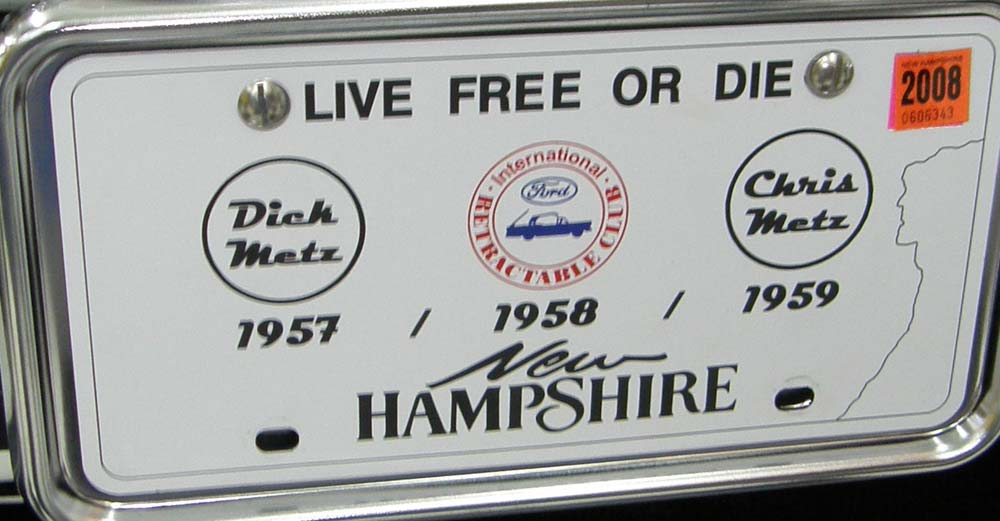 LIVE FREE OR DIE
NEW HAMPSHIRE
2008
0606343
Dick
Metz
International
Ford
RETRACTABLE CLUB
Chris
Metz
1957 / 1958 / 1959
New
HAMPSHIRE